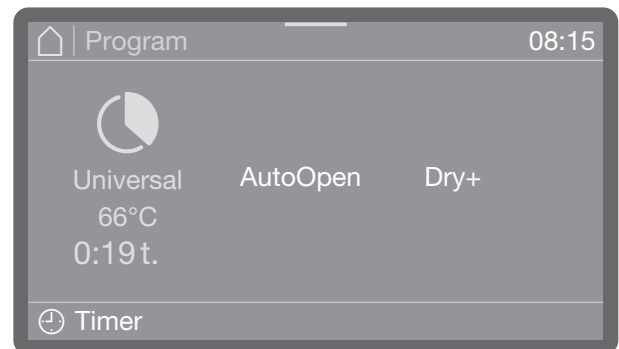 Program 08:15
Universal AutoOpen Dry+
66°C
0:19 t.
Timer